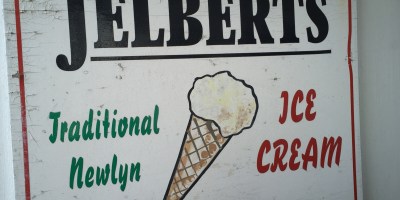 JELBERTS
Traditional
Newlyn
ICE
CREAM